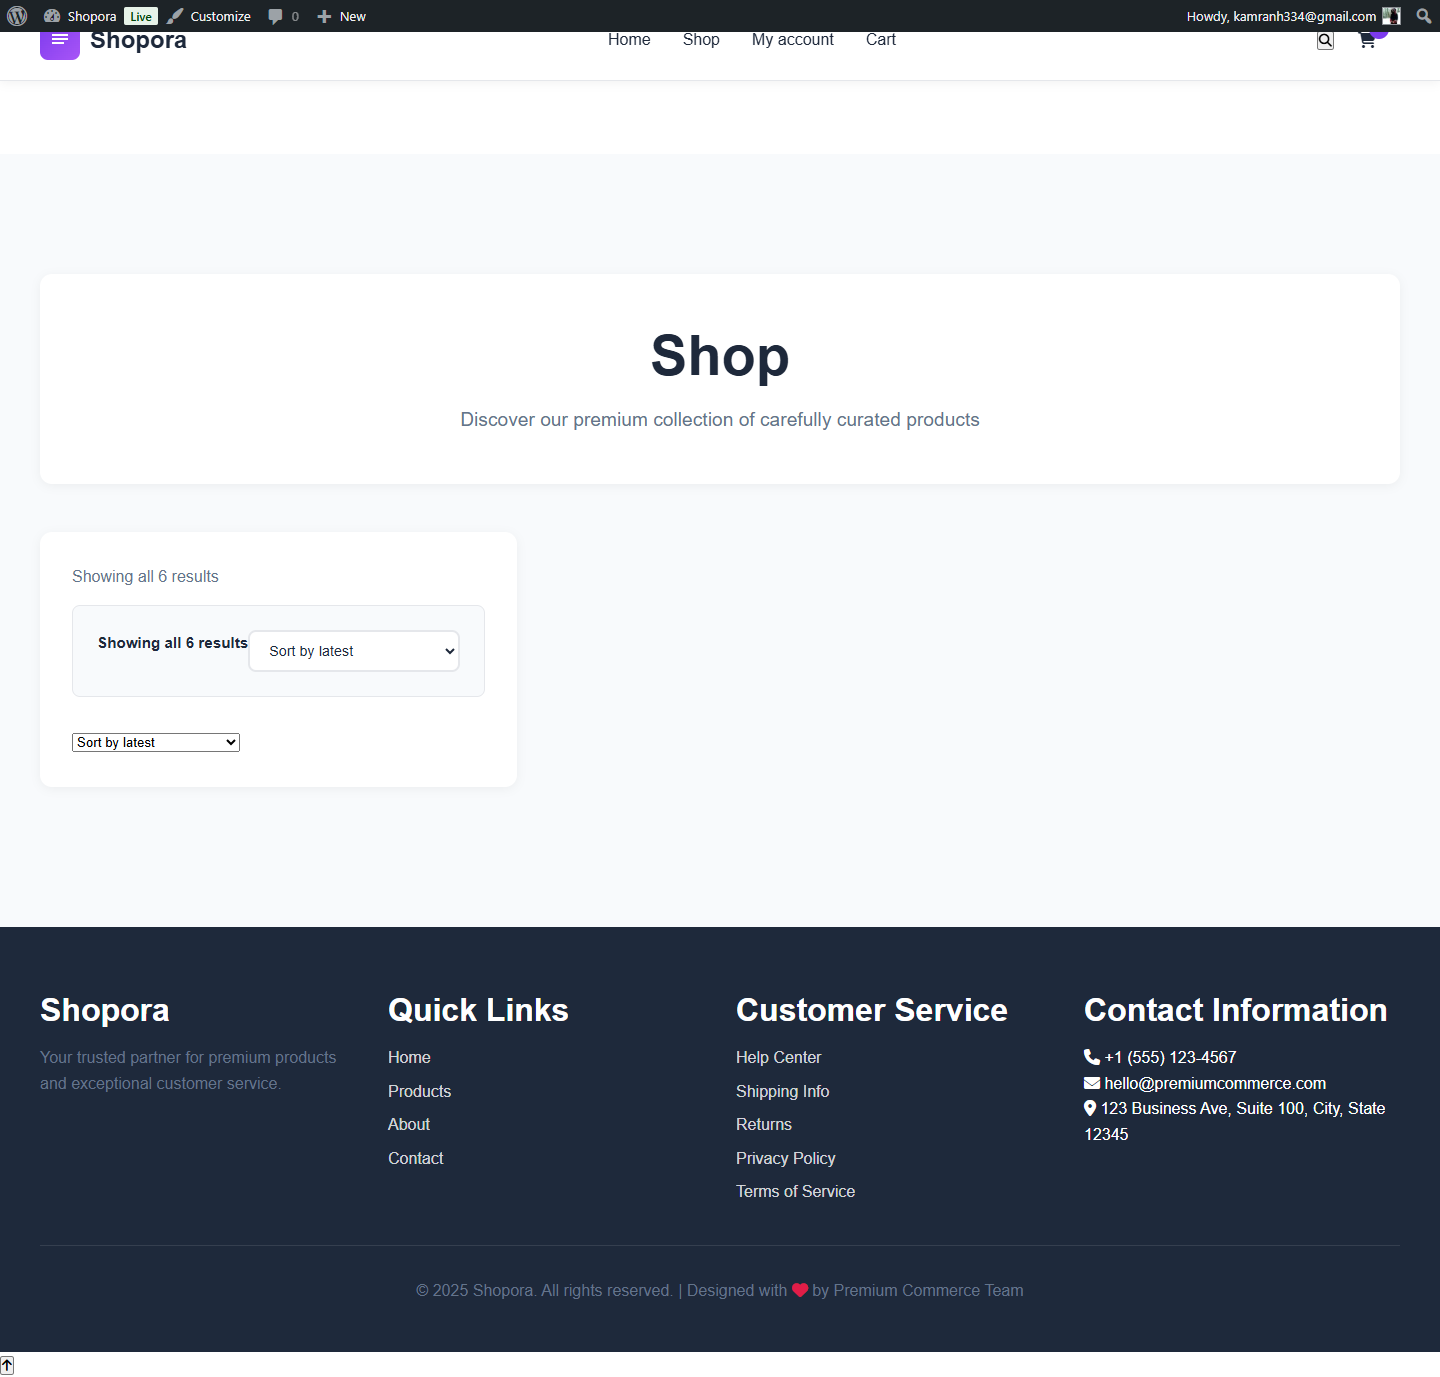 Shopora Live Customize 0 New Howdy, kamranh334@gmail.com
Shopora Home Shop My account Cart
Shop
Discover our premium collection of carefully curated products
Showing all 6 results
Showing all 6 results Sort by latest
Sort by latest
Shopora
Your trusted partner for premium products
and exceptional customer service.
Quick Links
Home
Products
About
Contact
Customer Service
Help Center
Shipping Info
Returns
Privacy Policy
Terms of Service
Contact Information
+1 (555) 123-4567
hello@premiumcommerce.com
123 Business Ave, Suite 100, City, State
12345
© 2025 Shopora. All rights reserved. | Designed with ❤ by Premium Commerce Team